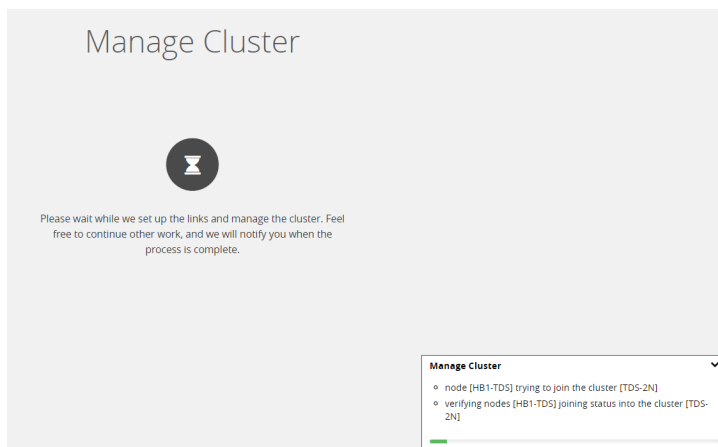 Manage Cluster
Please wait while we set up the links and manage the cluster. Feel
free to continue other work, and we will notify you when the
process is complete.
Manage Cluster
node [HB1-TDS] trying to join the cluster [TDS-2N]
verifying nodes [HB1-TDS] joining status into the cluster [TDS-
2N]